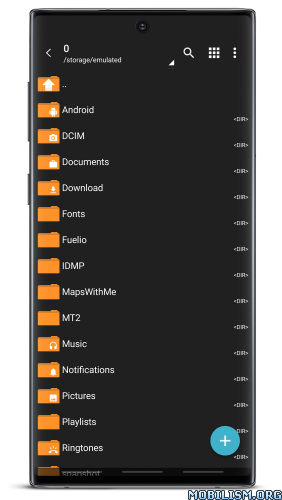 0
/storage/emulated
..
Android
<DIR>
DCIM
<DIR>
Documents
<DIR>
Download
<DIR>
Fonts
<DIR>
Fuelio
<DIR>
IDMP
<DIR>
MapsWithMe
<DIR>
MT2
<DIR>
Music
<DIR>
Notifications
<DIR>
Pictures
<DIR>
Playlists
<DIR>
Ringtones
<DIR>
snapshot
MOBILISM.ORG